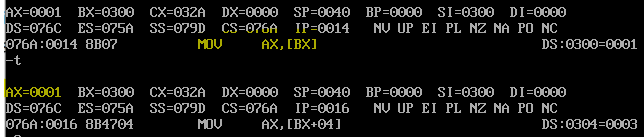 AX=0001 BX=0300 CX=032A DX=0000 SP=0040 BP=0000 SI=0300 DI=0000
DS=076C ES=075A SS=079D CS=076A IP=0014 NV UP EI PL NZ NA PO NC
076A:0014 8B07 MOV AX,[BX] DS:0300=0001
-t
AX=0001 BX=0300 CX=032A DX=0000 SP=0040 BP=0000 SI=0300 DI=0000
DS=076C ES=075A SS=079D CS=076A IP=0016 NV UP EI PL NZ NA PO NC
076A:0016 8B4704 MOV AX,[BX+04] DS:0304=0003